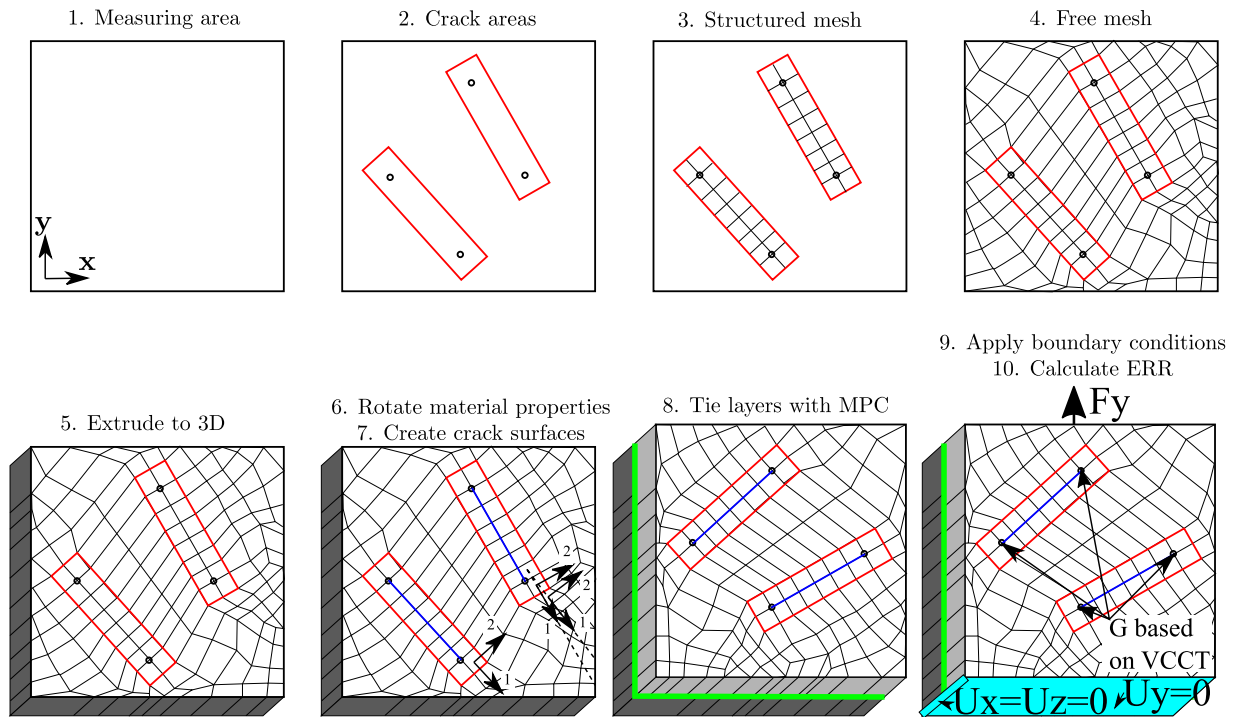 1. Measuring area
2. Crack areas
3. Structured mesh
4. Free mesh
y
x
9. Apply boundary conditions
10. Calculate ERR
5. Extrude to 3D
6. Rotate material properties
7. Create crack surfaces
8. Tie layers with MPC
Fy
2
2
1
1
2
1
G based
on VCCT
Ux=Uz=0
Uy=0